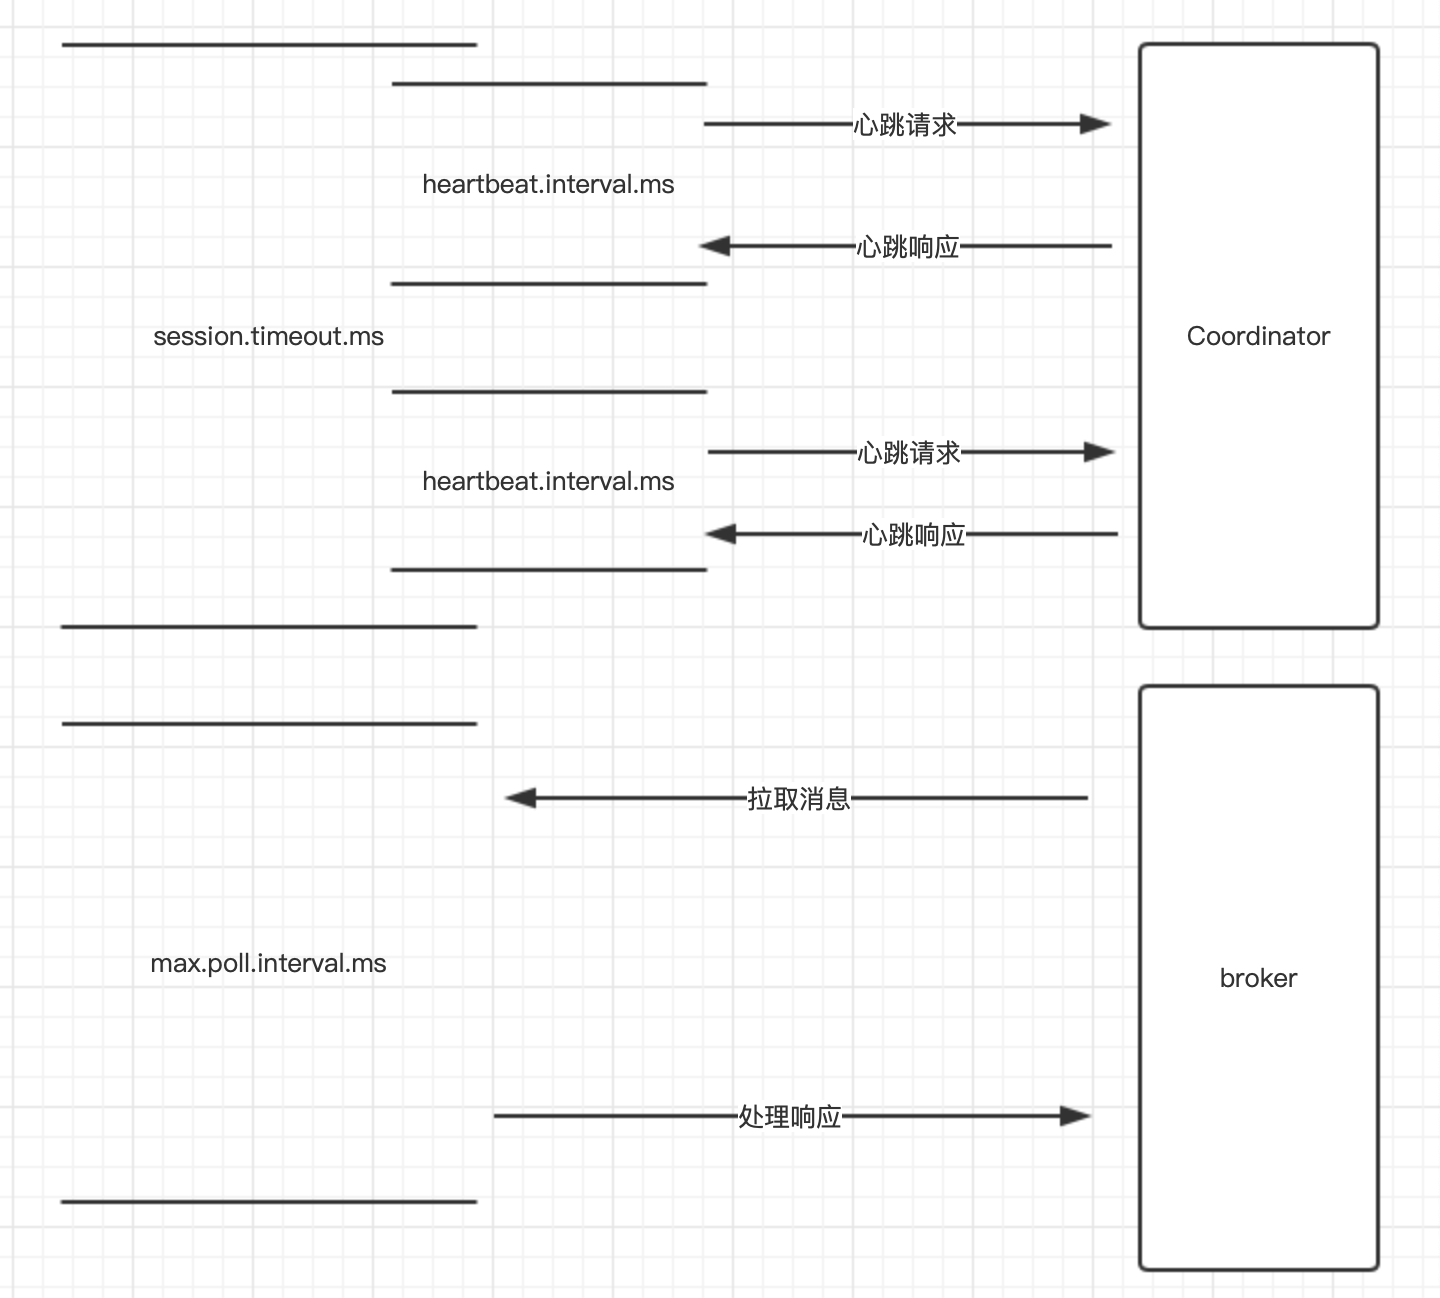 心跳请求
heartbeat.interval.ms
心跳响应
session.timeout.ms
Coordinator
心跳请求
heartbeat.interval.ms
心跳响应
拉取消息
max.poll.interval.ms
broker
处理响应